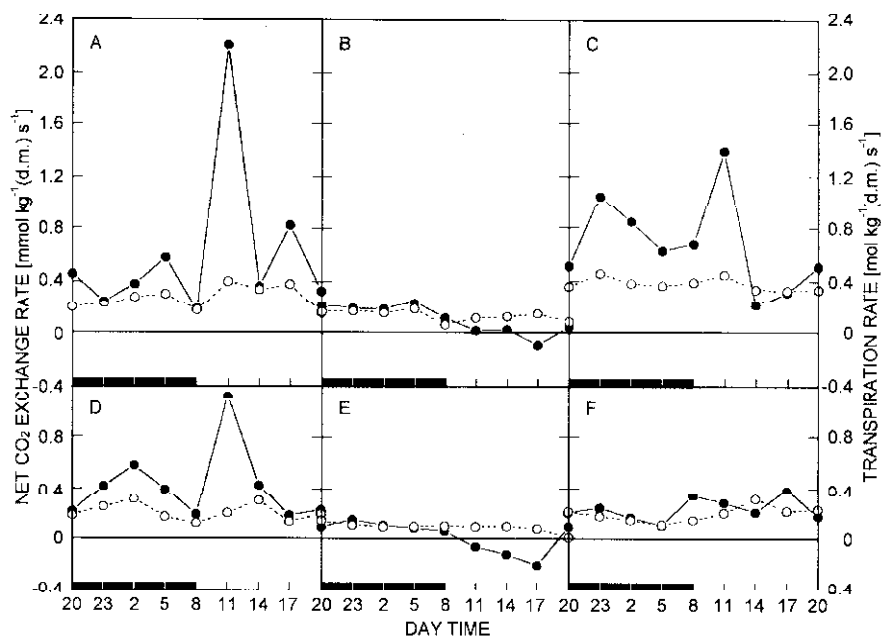 2.4 A B C 2.4
2.0 2.0
1.6 1.6
1.2 1.2
0.8 0.8
0.4 0.4
0 0
-0.4 -0.4
D E F
0.8 0.8
0.4 0.4
0 0
-0.4 0.4
20 23 2 5 8 11 14 17 20 23 2 5 8 11 14 17 20 23 2 5 8 11 14 17 20
DAY TIME
NET CO₂ EXCHANGE RATE [mmol kg⁻¹(d.m.) s⁻¹]
TRANSPIRATION RATE [mol kg⁻¹(d.m.) s⁻¹]